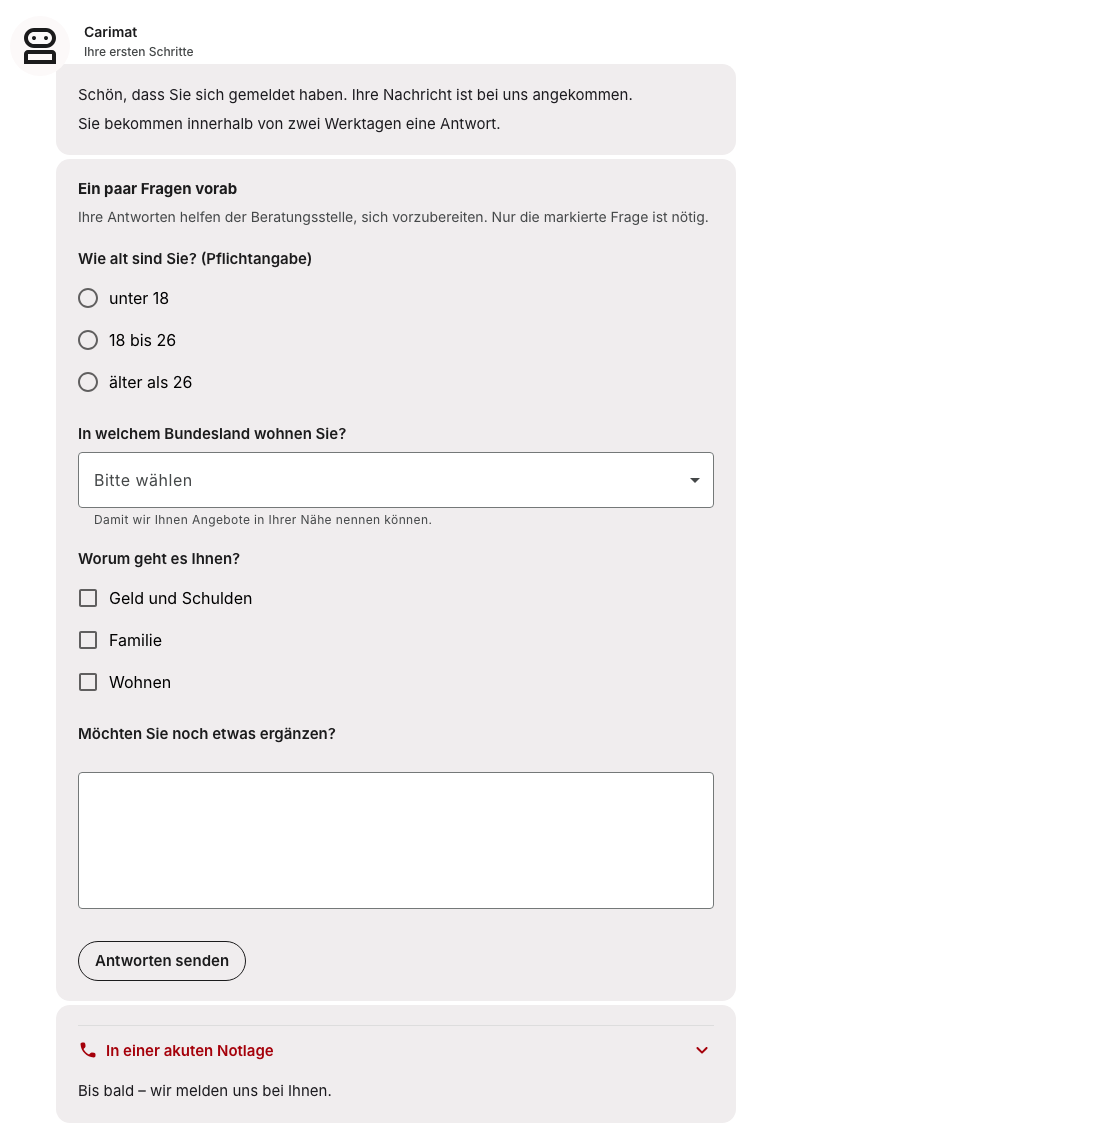 Carimat
Ihre ersten Schritte
Schön, dass Sie sich gemeldet haben. Ihre Nachricht ist bei uns angekommen.
Sie bekommen innerhalb von zwei Werktagen eine Antwort.
Ein paar Fragen vorab
Ihre Antworten helfen der Beratungsstelle, sich vorzubereiten. Nur die markierte Frage ist nötig.
Wie alt sind Sie? (Pflichtangabe)
unter 18
18 bis 26
älter als 26
In welchem Bundesland wohnen Sie?
Bitte wählen
Damit wir Ihnen Angebote in Ihrer Nähe nennen können.
Worum geht es Ihnen?
Geld und Schulden
Familie
Wohnen
Möchten Sie noch etwas ergänzen?
Antworten senden
In einer akuten Notlage
Bis bald – wir melden uns bei Ihnen.